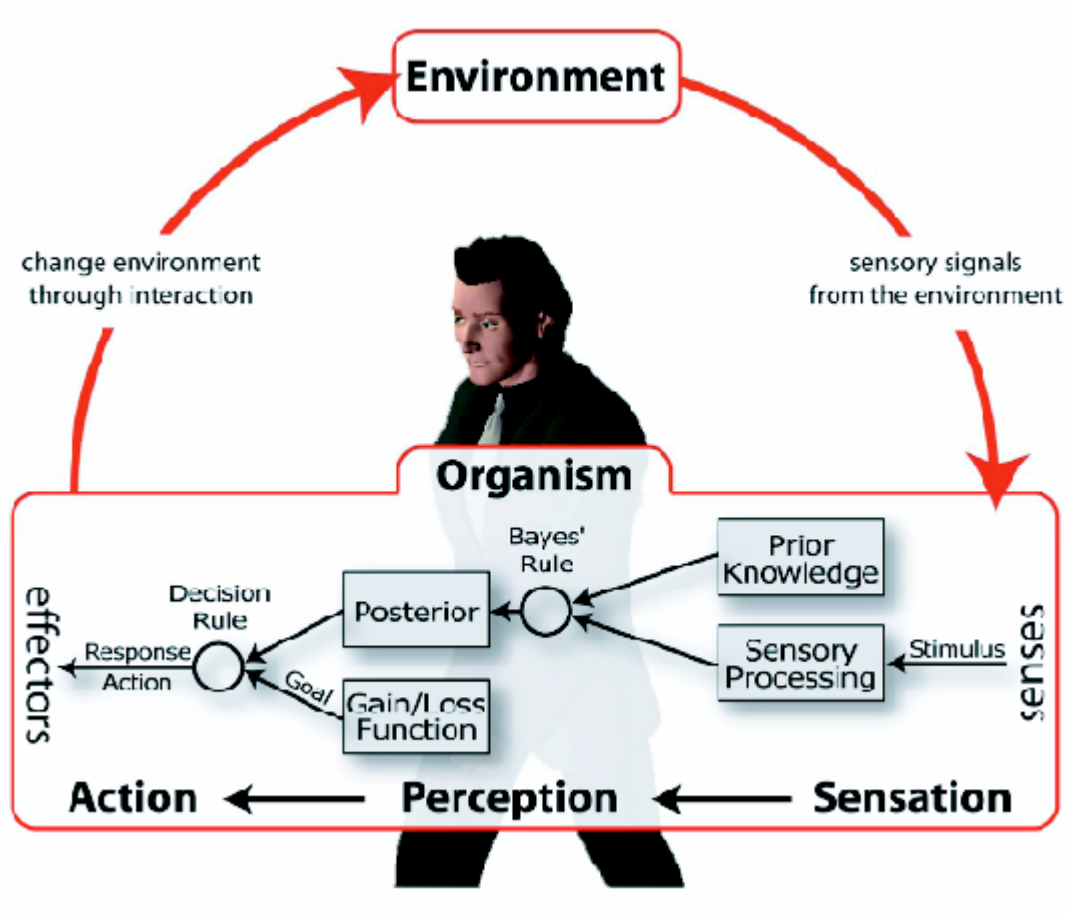 Environment
change environment
through interaction
sensory signals
from the environment
Organism
Bayes'
Rule
Prior
Knowledge
Decision
Rule
Posterior
effectors
Response
Action
Goal
Gain/Loss
Function
Sensory
Processing
Stimulus
senses
Action
Perception
Sensation